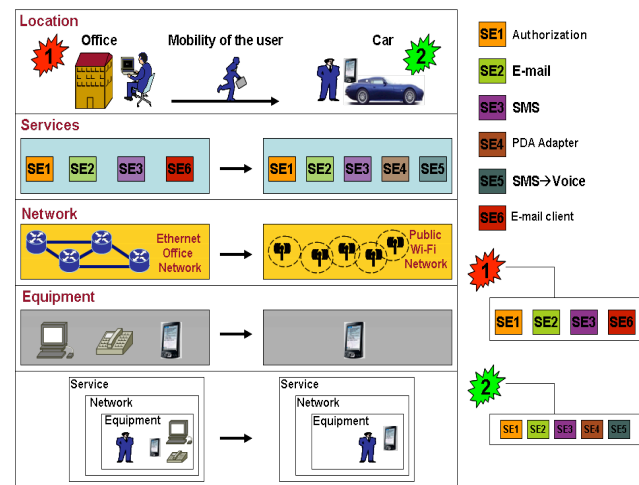 Location
Office
Mobility of the user
Car
1
2
Services
SE1 SE2 SE3 SE6
SE1 SE2 SE3 SE4 SE5
Network
Ethernet
Office
Network
Public
Wi-Fi
Network
Equipment
Service
Network
Equipment
Service
Network
Equipment
SE1 Authorization
SE2 E-mail
SE3 SMS
SE4 PDA Adapter
SE5 SMS→Voice
SE6 E-mail client
1
SE1 SE2 SE3 SE6
2
SE1 SE2 SE3 SE4 SE5